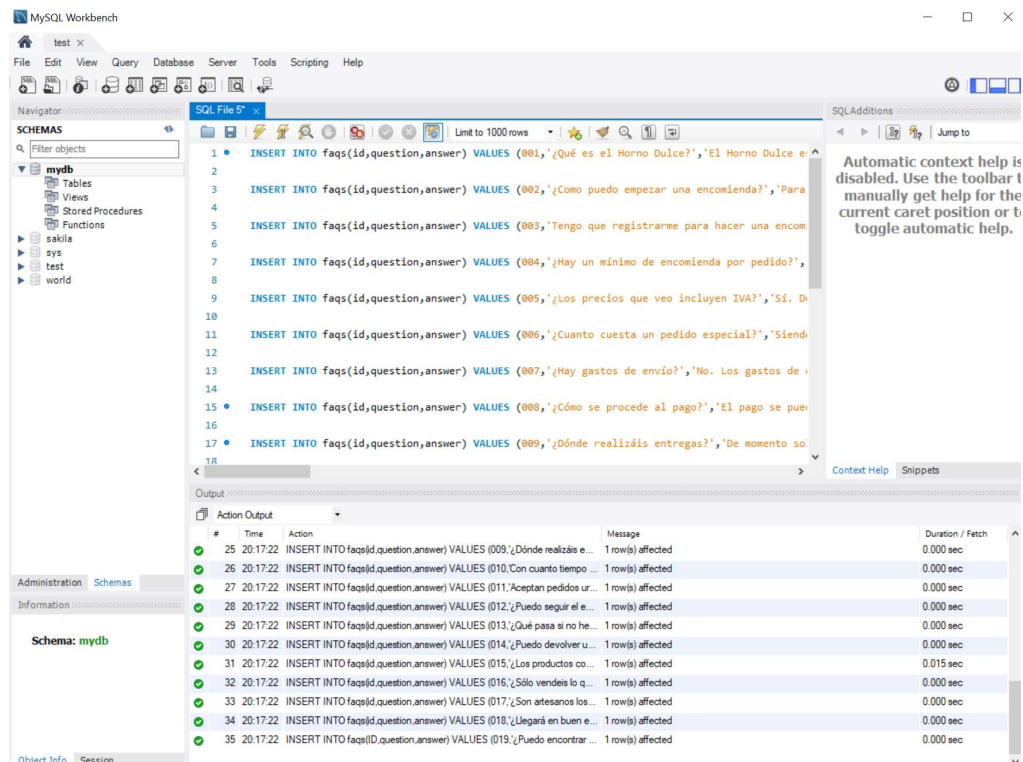 MySQL Workbench
test
File Edit View Query Database Server Tools Scripting Help
Navigator
SCHEMAS
Filter objects
mydb
Tables
Views
Stored Procedures
Functions
sakila
sys
test
world
Administration Schemas
Information
Schema: mydb
Object Info Session
SQL File 5*
Limit to 1000 rows
1 INSERT INTO faqs(id,question,answer) VALUES (001,'¿Qué es el Horno Dulce?','El Horno Dulce e
2
3 INSERT INTO faqs(id,question,answer) VALUES (002,'¿Como puedo empezar una encomienda?','Para
4
5 INSERT INTO faqs(id,question,answer) VALUES (003,'Tengo que registrarme para hacer una encom
6
7 INSERT INTO faqs(id,question,answer) VALUES (004,'¿Hay un mínimo de encomienda por pedido?',
8
9 INSERT INTO faqs(id,question,answer) VALUES (005,'¿Los precios que veo incluyen IVA?','Sí. D
10
11 INSERT INTO faqs(id,question,answer) VALUES (006,'¿Cuanto cuesta un pedido especial?','Siend
12
13 INSERT INTO faqs(id,question,answer) VALUES (007,'¿Hay gastos de envío?','No. Los gastos de
14
15 INSERT INTO faqs(id,question,answer) VALUES (008,'¿Cómo se procede al pago?','El pago se pue
16
17 INSERT INTO faqs(id,question,answer) VALUES (009,'¿Dónde realizáis entregas?','De momento so
18
SQLAdditions
Jump to
Automatic context help is
disabled. Use the toolbar t
manually get help for the
current caret position or t
toggle automatic help.
Context Help Snippets
Output
Action Output
# Time Action Message Duration / Fetch
25 20:17:22 INSERT INTO faqs(id,question,answer) VALUES (009,'¿Dónde realizáis e... 1 row(s) affected 0.000 sec
26 20:17:22 INSERT INTO faqs(id,question,answer) VALUES (010,'Con cuanto tiempo ... 1 row(s) affected 0.000 sec
27 20:17:22 INSERT INTO faqs(id,question,answer) VALUES (011,'Aceptan pedidos ur... 1 row(s) affected 0.000 sec
28 20:17:22 INSERT INTO faqs(id,question,answer) VALUES (012,'¿Puedo seguir el e... 1 row(s) affected 0.000 sec
29 20:17:22 INSERT INTO faqs(id,question,answer) VALUES (013,'¿Qué pasa si no he... 1 row(s) affected 0.000 sec
30 20:17:22 INSERT INTO faqs(id,question,answer) VALUES (014,'¿Puedo devolver u... 1 row(s) affected 0.000 sec
31 20:17:22 INSERT INTO faqs(id,question,answer) VALUES (015,'¿Los productos co... 1 row(s) affected 0.015 sec
32 20:17:22 INSERT INTO faqs(id,question,answer) VALUES (016,'¿Sólo vendeis lo q... 1 row(s) affected 0.000 sec
33 20:17:22 INSERT INTO faqs(id,question,answer) VALUES (017,'¿Son artesanos los... 1 row(s) affected 0.000 sec
34 20:17:22 INSERT INTO faqs(id,question,answer) VALUES (018,'¿Llegará en buen e... 1 row(s) affected 0.000 sec
35 20:17:22 INSERT INTO faqs(ID,question,answer) VALUES (019,'¿Puedo encontrar ... 1 row(s) affected 0.000 sec